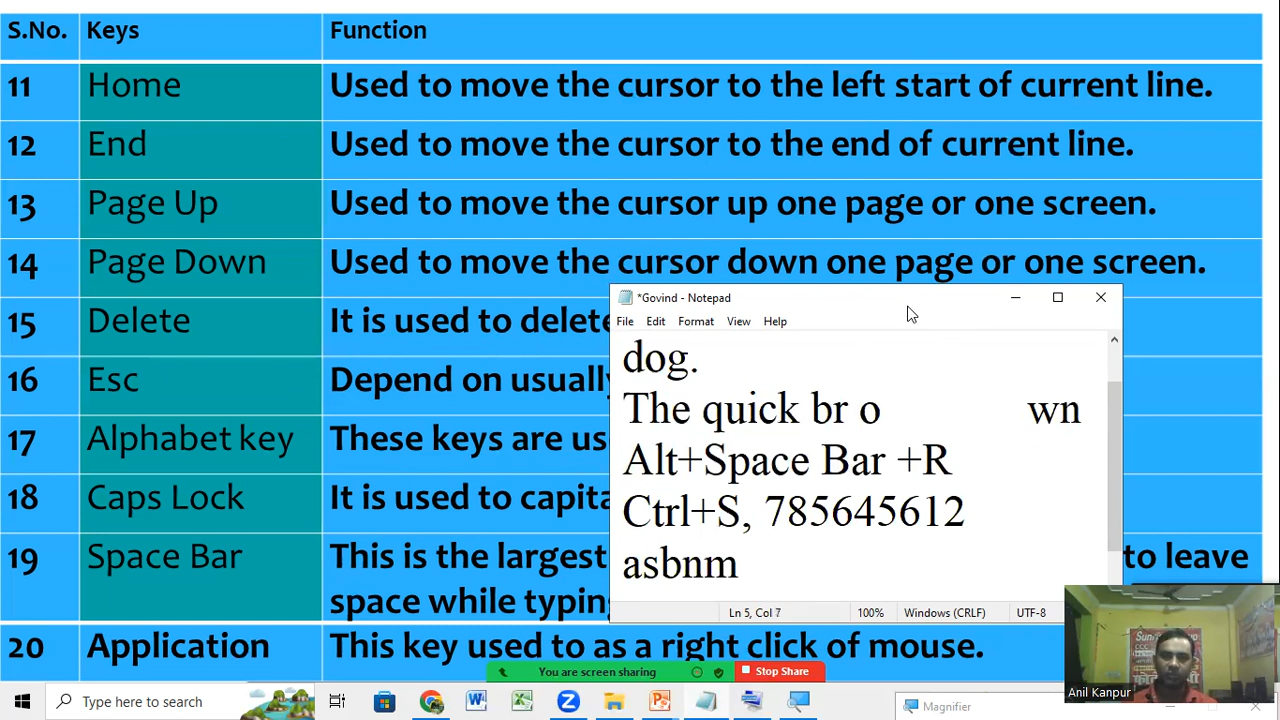 S.No. Keys Function
11 Home Used to move the cursor to the left start of current line.
12 End Used to move the cursor to the end of current line.
13 Page Up Used to move the cursor up one page or one screen.
14 Page Down Used to move the cursor down one page or one screen.
15 Delete It is used to delete
16 Esc Depend on usually
17 Alphabet key These keys are us
18 Caps Lock It is used to capita
19 Space Bar This is the largest to leave
space while typing
20 Application This key used to as a right click of mouse.
*Govind - Notepad
File Edit Format View Help
dog.
The quick br o wn
Alt+Space Bar +R
Ctrl+S, 785645612
asbnm
Ln 5, Col 7 100% Windows (CRLF) UTF-8
Anil Kanpur
You are screen sharing Stop Share
Type here to search
Magnifier